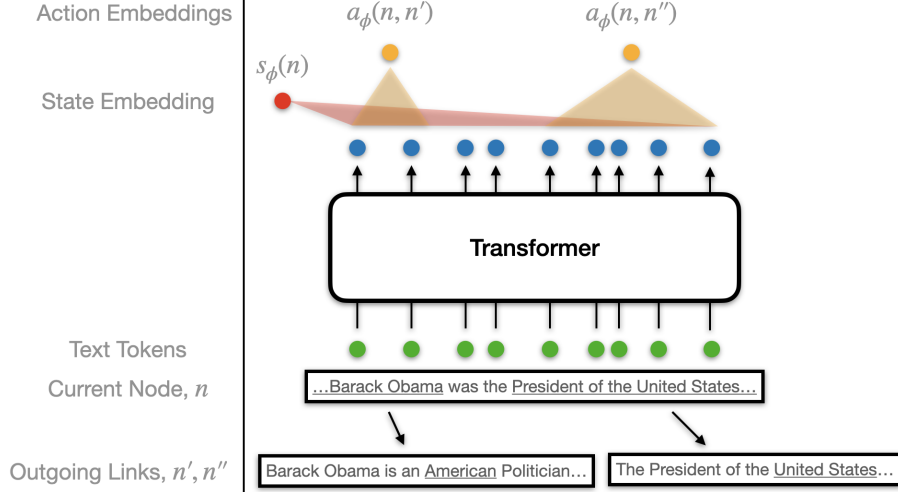 Action Embeddings
aϕ(n, n′)
aϕ(n, n′′)
sϕ(n)
State Embedding
Transformer
Text Tokens
Current Node, n
…Barack Obama was the President of the United States…
Outgoing Links, n′, n′′
Barack Obama is an American Politician…
The President of the United States…